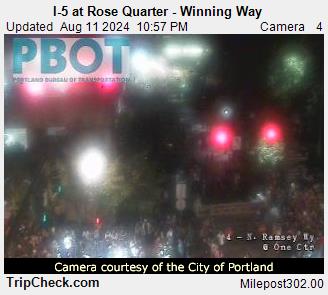 I-5 at Rose Quarter - Winning Way
Updated Aug 11 2024 10:57 PM Camera 4
PBOT
PORTLAND BUREAU OF TRANSPORTATION
4 - N. Ramsey Wy
@ One Ctr
Camera courtesy of the City of Portland
TripCheck.com Milepost302.00